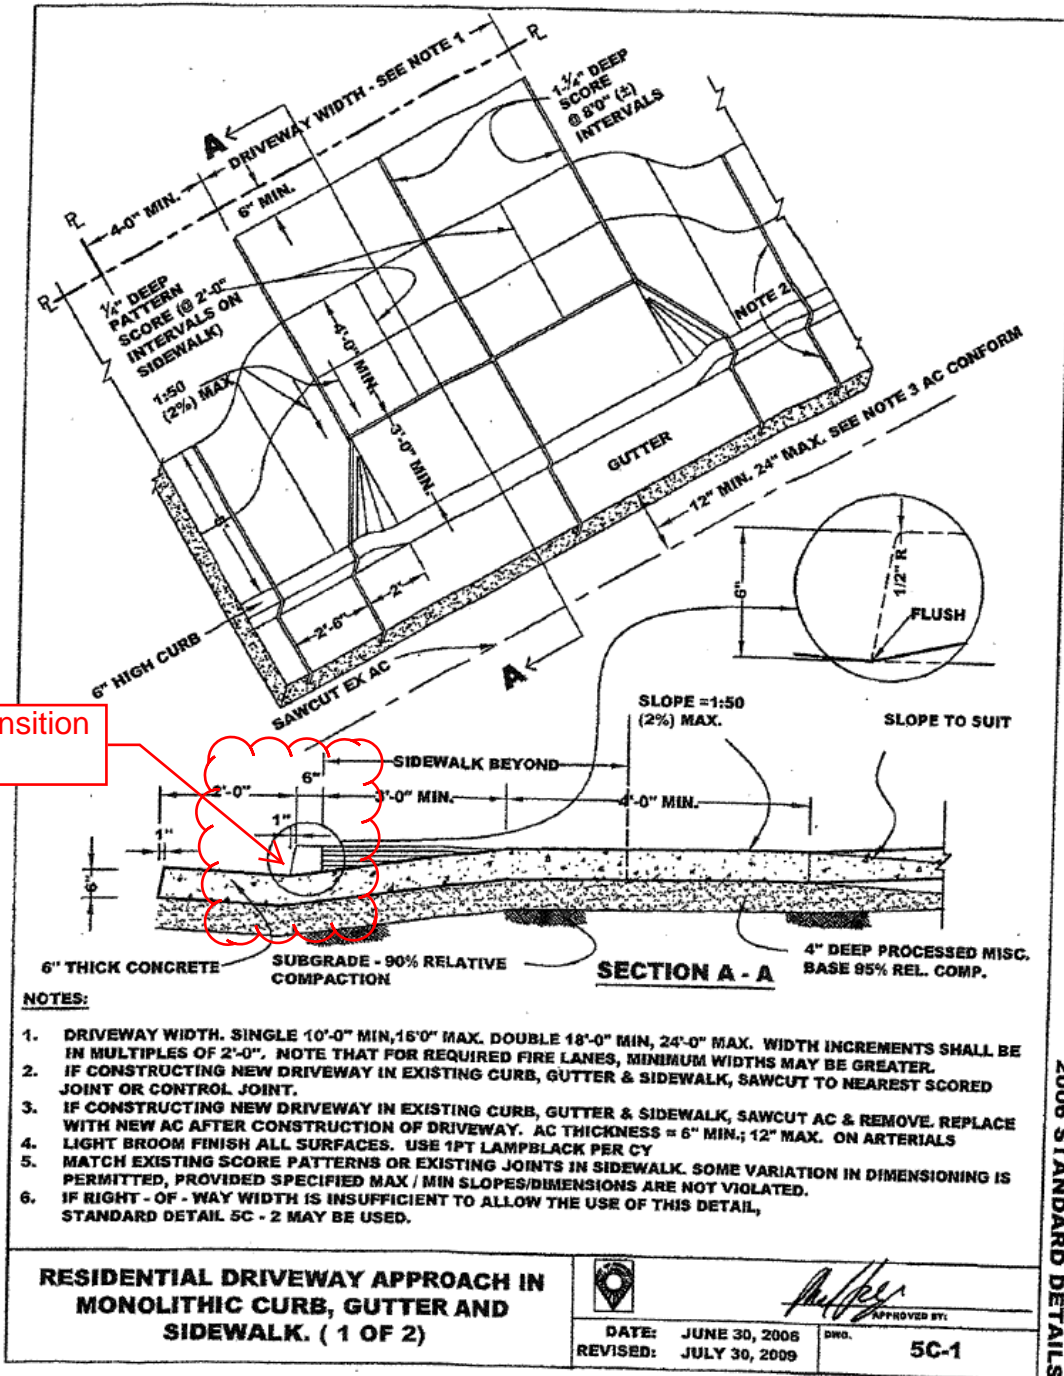 DRIVEWAY WIDTH - SEE NOTE 1
PL
PL
PL
PL
A
4-0" MIN.
6" MIN.
1-1/4" DEEP
SCORE
@ 8'0" (±)
INTERVALS
1/4" DEEP
PATTERN
SCORE (@ 2'-0"
INTERVALS ON
SIDEWALK)
1:50
(2%) MAX
4'-0" MIN.
3'-0" MIN.
NOTE 2
GUTTER
12" MIN. 24" MAX. SEE NOTE 3 AC CONFORM
2'-6"
2'
6" HIGH CURB
SAWCUT EX AC
A
6"
1/2" R
FLUSH
nsition
SLOPE =1:50
(2%) MAX.
SLOPE TO SUIT
SIDEWALK BEYOND
2'-0"
6"
3'-0" MIN.
4'-0" MIN.
1"
1"
6"
6" THICK CONCRETE
SUBGRADE - 90% RELATIVE
COMPACTION
SECTION A - A
4" DEEP PROCESSED MISC.
BASE 95% REL. COMP.
NOTES:
1. DRIVEWAY WIDTH. SINGLE 10'-0" MIN,16'0" MAX. DOUBLE 18'-0" MIN, 24'-0" MAX. WIDTH INCREMENTS SHALL BE
IN MULTIPLES OF 2'-0". NOTE THAT FOR REQUIRED FIRE LANES, MINIMUM WIDTHS MAY BE GREATER.
2. IF CONSTRUCTING NEW DRIVEWAY IN EXISTING CURB, GUTTER & SIDEWALK, SAWCUT TO NEAREST SCORED
JOINT OR CONTROL JOINT.
3. IF CONSTRUCTING NEW DRIVEWAY IN EXISTING CURB, GUTTER & SIDEWALK, SAWCUT AC & REMOVE. REPLACE
WITH NEW AC AFTER CONSTRUCTION OF DRIVEWAY. AC THICKNESS = 6" MIN.; 12" MAX. ON ARTERIALS
4. LIGHT BROOM FINISH ALL SURFACES. USE 1PT LAMPBLACK PER CY
5. MATCH EXISTING SCORE PATTERNS OR EXISTING JOINTS IN SIDEWALK. SOME VARIATION IN DIMENSIONING IS
PERMITTED, PROVIDED SPECIFIED MAX / MIN SLOPES/DIMENSIONS ARE NOT VIOLATED.
6. IF RIGHT - OF - WAY WIDTH IS INSUFFICIENT TO ALLOW THE USE OF THIS DETAIL,
STANDARD DETAIL 5C - 2 MAY BE USED.
RESIDENTIAL DRIVEWAY APPROACH IN
MONOLITHIC CURB, GUTTER AND
SIDEWALK. ( 1 OF 2)
APPROVED BY:
DATE: JUNE 30, 2006
REVISED: JULY 30, 2009
DWG.
5C-1
STANDARD DETAILS